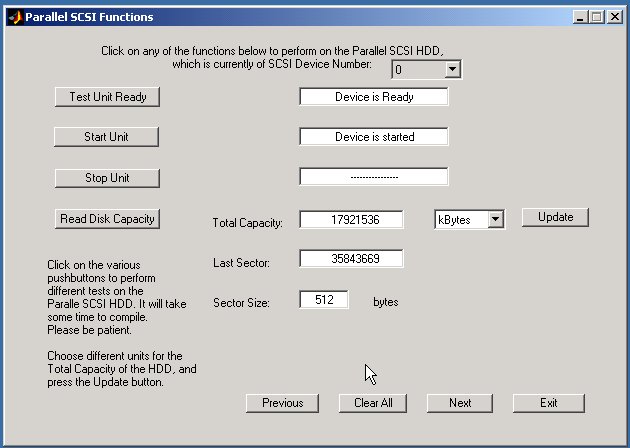 Parallel SCSI Functions
Click on any of the functions below to perform on the Parallel SCSI HDD,
which is currently of SCSI Device Number: 0
Test Unit Ready Device is Ready
Start Unit Device is started
Stop Unit ----------------
Read Disk Capacity Total Capacity: 17921536 kBytes Update
Last Sector: 35843669
Sector Size: 512 bytes
Click on the various
pushbuttons to perform
different tests on the
Paralle SCSI HDD. It will take
some time to compile.
Please be patient.
Choose different units for the
Total Capacity of the HDD, and
press the Update button.
Previous Clear All Next Exit